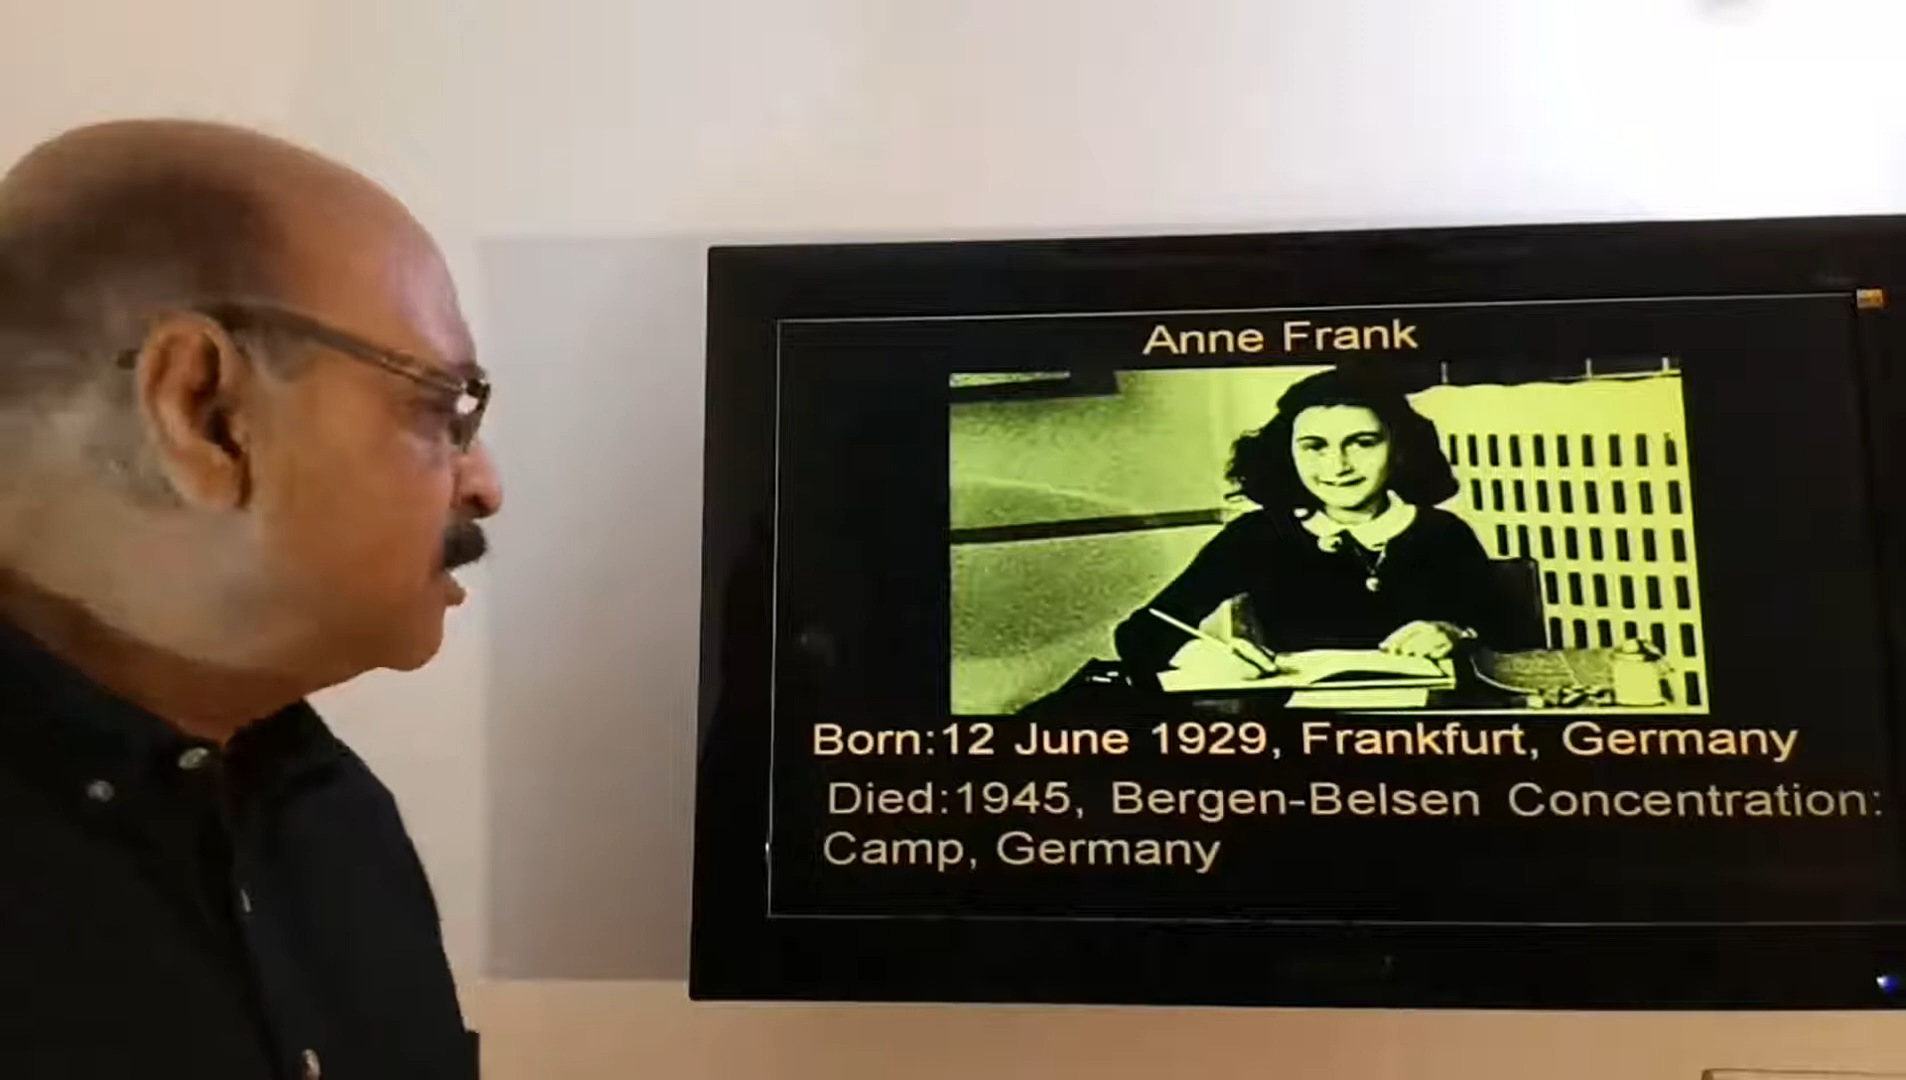 Anne Frank
Born:12 June 1929, Frankfurt, Germany
Died:1945, Bergen-Belsen Concentration:
Camp, Germany